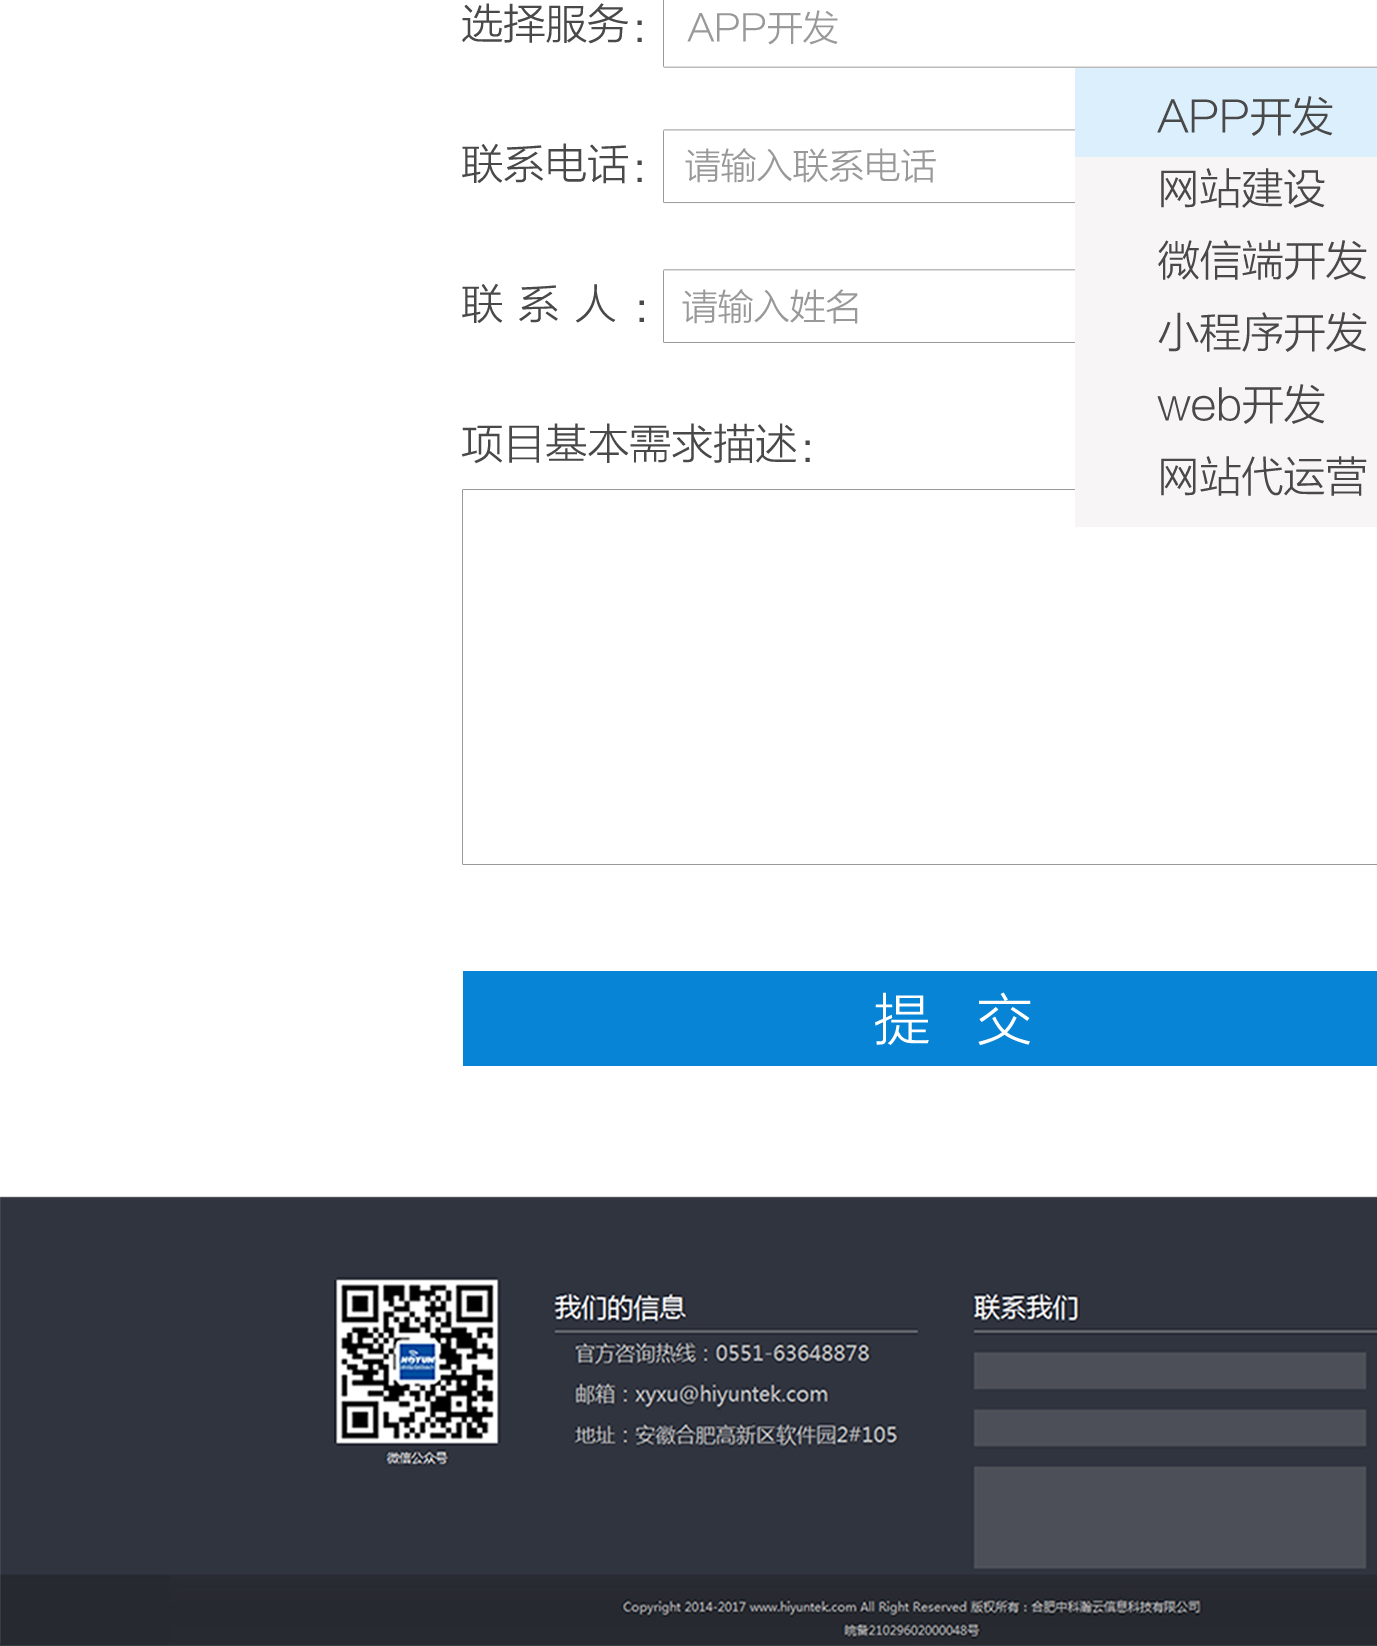 选择服务： APP开发
APP开发
联系电话： 请输入联系电话
网站建设
微信端开发
联 系 人 ： 请输入姓名
小程序开发
web开发
项目基本需求描述：
网站代运营
提 交
HIYUN
微信公众号
我们的信息
官方咨询热线：0551-63648878
邮箱：xyxu@hiyuntek.com
地址：安徽合肥高新区软件园2#105
联系我们
Copyright 2014-2017 www.hiyuntek.com All Right Reserved 版权所有：合肥中科瀚云信息科技有限公司
皖备21029602000048号